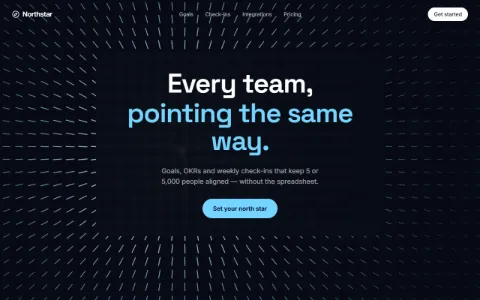 Northstar
Goals
Check-ins
Integrations
Pricing
Get started
Every team,
pointing the same
way.
Goals, OKRs and weekly check-ins that keep 5 or
5,000 people aligned — without the spreadsheet.
Set your north star